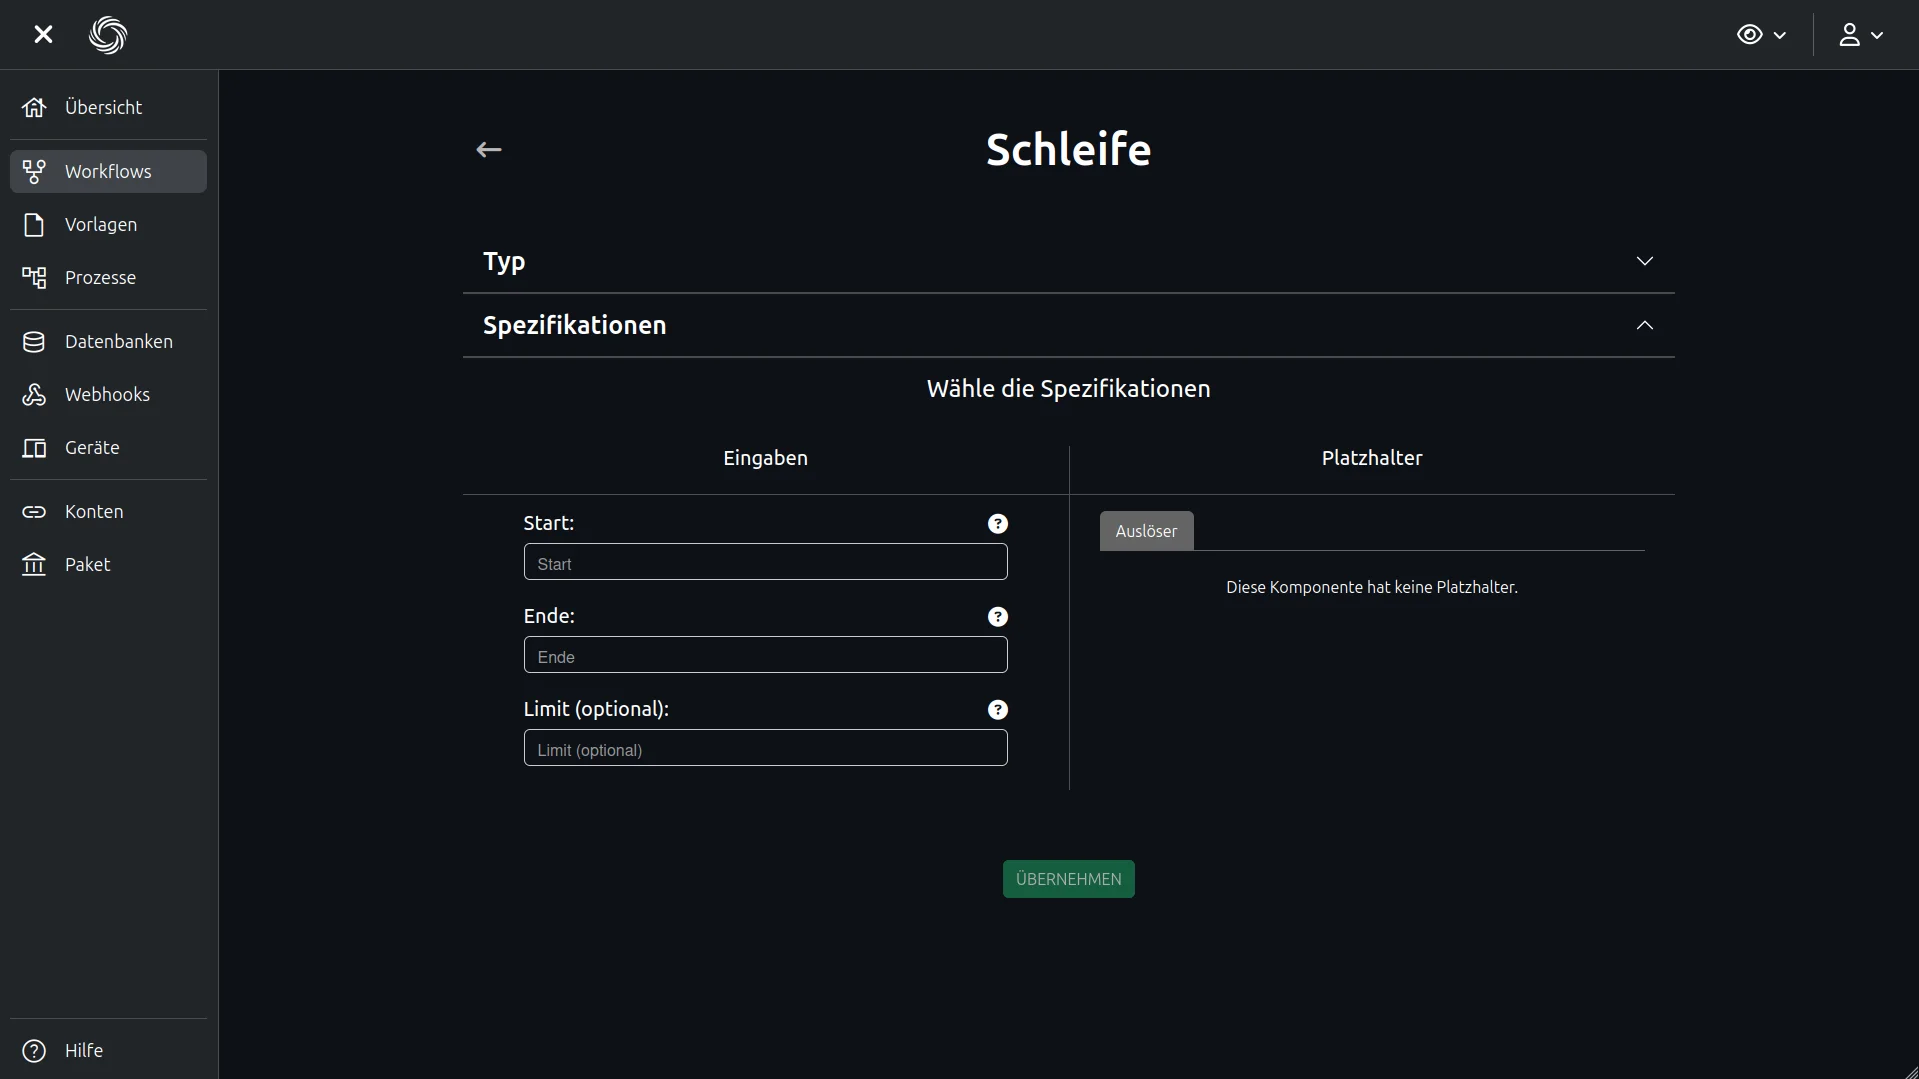 Übersicht
Workflows
Vorlagen
Prozesse
Datenbanken
Webhooks
Geräte
Konten
Paket
Hilfe
Schleife
Typ
Spezifikationen
Wähle die Spezifikationen
Eingaben
Platzhalter
Start:
?
Start
Ende:
?
Ende
Limit (optional):
?
Limit (optional)
Auslöser
Diese Komponente hat keine Platzhalter.
ÜBERNEHMEN